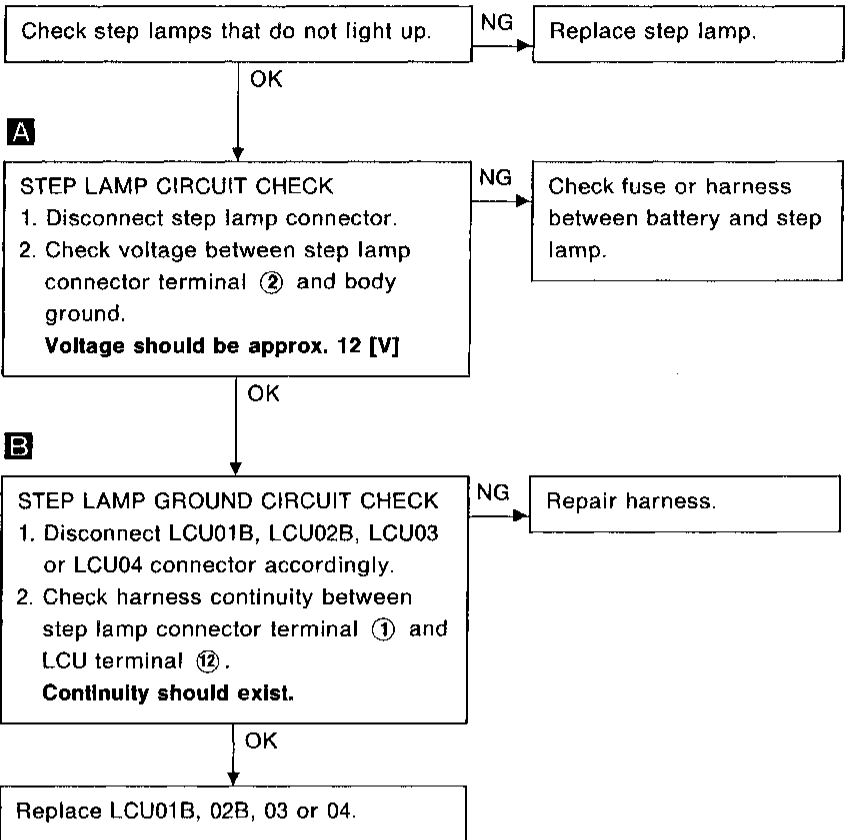 Check step lamps that do not light up.
NG
Replace step lamp.
OK
A
STEP LAMP CIRCUIT CHECK
1. Disconnect step lamp connector.
2. Check voltage between step lamp
connector terminal ② and body
ground.
Voltage should be approx. 12 [V]
NG
Check fuse or harness
between battery and step
lamp.
OK
B
STEP LAMP GROUND CIRCUIT CHECK
1. Disconnect LCU01B, LCU02B, LCU03
or LCU04 connector accordingly.
2. Check harness continuity between
step lamp connector terminal ① and
LCU terminal ⑫.
Continuity should exist.
NG
Repair harness.
OK
Replace LCU01B, 02B, 03 or 04.